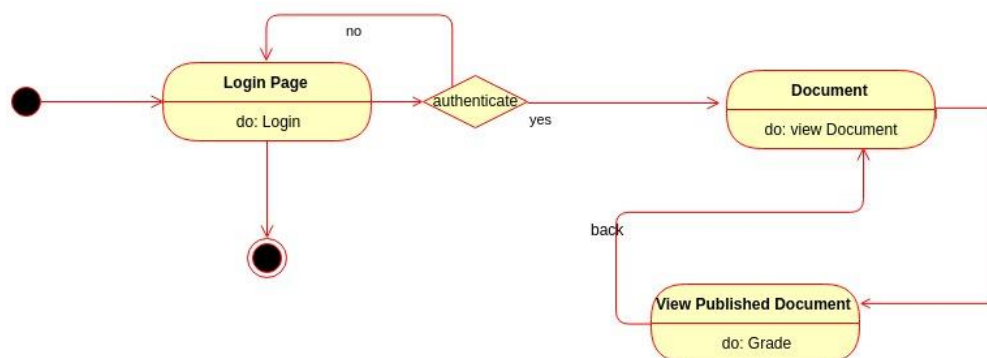 no
Login Page
do: Login
authenticate
yes
Document
do: view Document
back
View Published Document
do: Grade